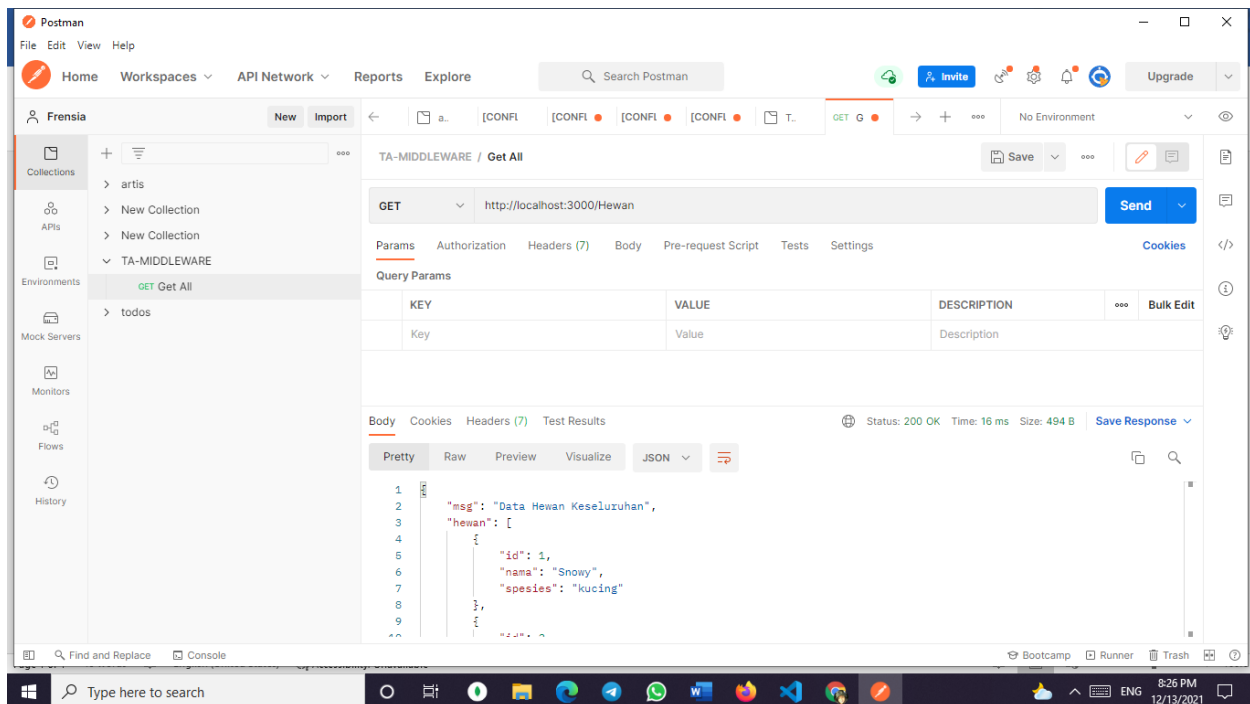 Postman
File Edit View Help
Home Workspaces API Network Reports Explore Search Postman Invite Upgrade
Frensia New Import a.. [CONFL [CONFL [CONFL [CONFL T.. GET G No Environment
Collections
APIs
Environments
Mock Servers
Monitors
Flows
History
artis
New Collection
New Collection
TA-MIDDLEWARE
GET Get All
todos
TA-MIDDLEWARE / Get All Save
GET http://localhost:3000/Hewan Send
Params Authorization Headers (7) Body Pre-request Script Tests Settings Cookies
Query Params
KEY VALUE DESCRIPTION Bulk Edit
Key Value Description
Body Cookies Headers (7) Test Results Status: 200 OK Time: 16 ms Size: 494 B Save Response
Pretty Raw Preview Visualize JSON
1 {
2 "msg": "Data Hewan Keseluruhan",
3 "hewan": [
4 {
5 "id": 1,
6 "nama": "Snowy",
7 "spesies": "kucing"
8 },
9 {
Find and Replace Console Bootcamp Runner Trash
Type here to search ENG 8:26 PM
12/13/2021